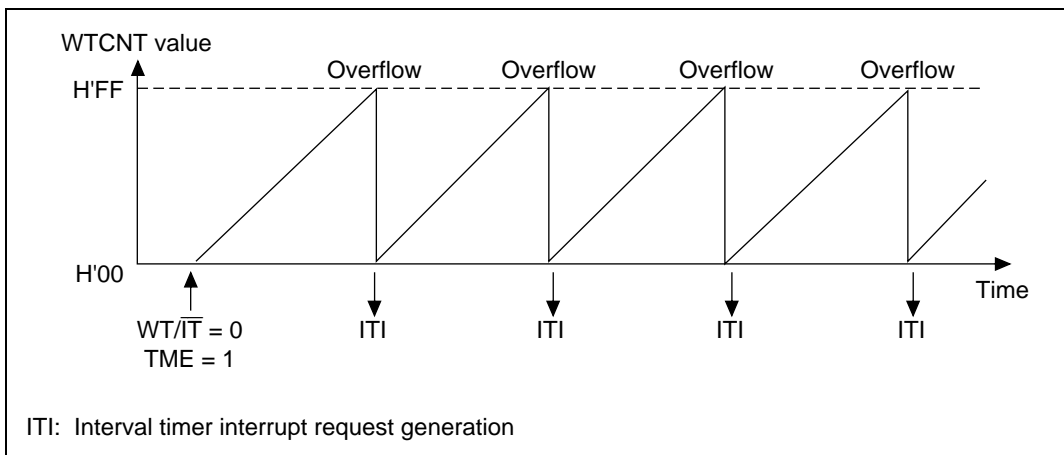 WTCNT value
Overflow Overflow Overflow Overflow
H'FF
H'00
Time
WT/I̅T̅ = 0
TME = 1
ITI ITI ITI ITI
ITI: Interval timer interrupt request generation